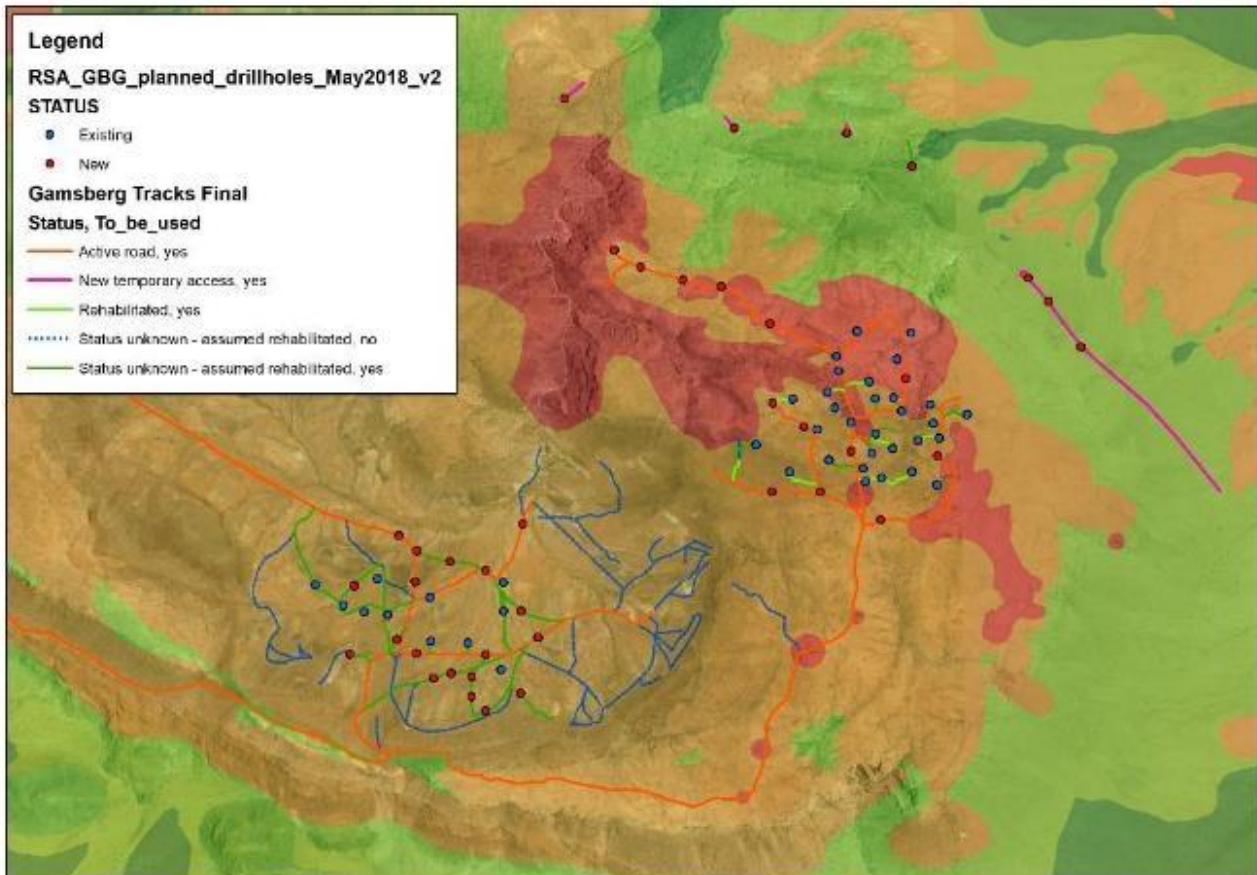 Legend
RSA_GBG_planned_drillholes_May2018_v2
STATUS
Existing
New
Gamsberg Tracks Final
Status, To_be_used
Active road, yes
New temporary access, yes
Rehabilitated, yes
Status unknown - assumed rehabilitated, no
Status unknown - assumed rehabilitated, yes